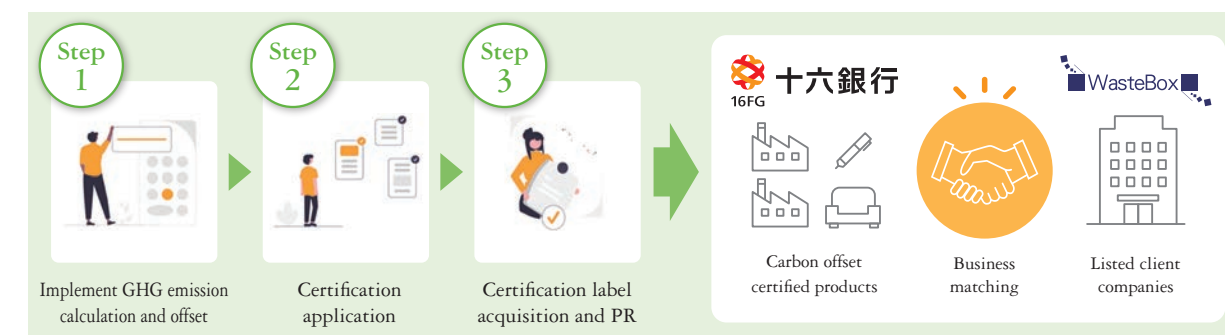 Step
1
Implement GHG emission
calculation and offset
Step
2
Certification
application
Step
3
Certification label
acquisition and PR
16FG
十六銀行
Carbon offset
certified products
Business
matching
WasteBox
Listed client
companies